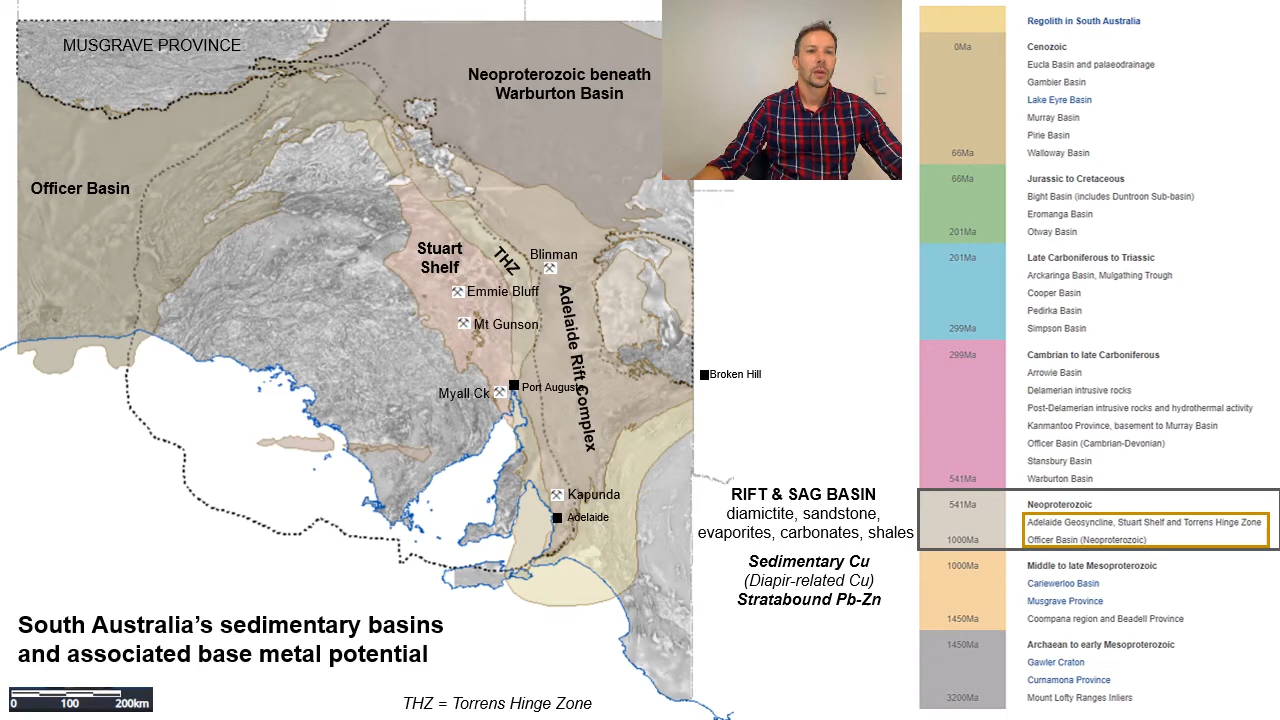 MUSGRAVE PROVINCE
Neoproterozoic beneath
Warburton Basin
Officer Basin
Stuart
Shelf
THZ
Blinman
Emmie Bluff
Mt Gunson
Adelaide Rift Complex
Myall Ck
Port Augusta
Broken Hill
Kapunda
Adelaide
RIFT & SAG BASIN
diamictite, sandstone,
evaporites, carbonates, shales
Sedimentary Cu
(Diapir-related Cu)
Stratabound Pb-Zn
South Australia's sedimentary basins
and associated base metal potential
0 100 200km
THZ = Torrens Hinge Zone
Regolith in South Australia
0Ma Cenozoic
Eucla Basin and palaeodrainage
Gambier Basin
Lake Eyre Basin
Murray Basin
Pirie Basin
66Ma Walloway Basin
66Ma Jurassic to Cretaceous
Bight Basin (includes Duntroon Sub-basin)
Eromanga Basin
201Ma Otway Basin
201Ma Late Carboniferous to Triassic
Arckaringa Basin, Mulgathing Trough
Cooper Basin
Pedirka Basin
299Ma Simpson Basin
299Ma Cambrian to late Carboniferous
Arrowie Basin
Delamerian intrusive rocks
Post-Delamerian intrusive rocks and hydrothermal activity
Kanmantoo Province, basement to Murray Basin
Officer Basin (Cambrian-Devonian)
Stansbury Basin
541Ma Warburton Basin
541Ma Neoproterozoic
Adelaide Geosyncline, Stuart Shelf and Torrens Hinge Zone
1000Ma Officer Basin (Neoproterozoic)
1000Ma Middle to late Mesoproterozoic
Cariewerloo Basin
Musgrave Province
1450Ma Coompana region and Beadell Province
1450Ma Archaean to early Mesoproterozoic
Gawler Craton
Curnamona Province
3200Ma Mount Lofty Ranges Inliers